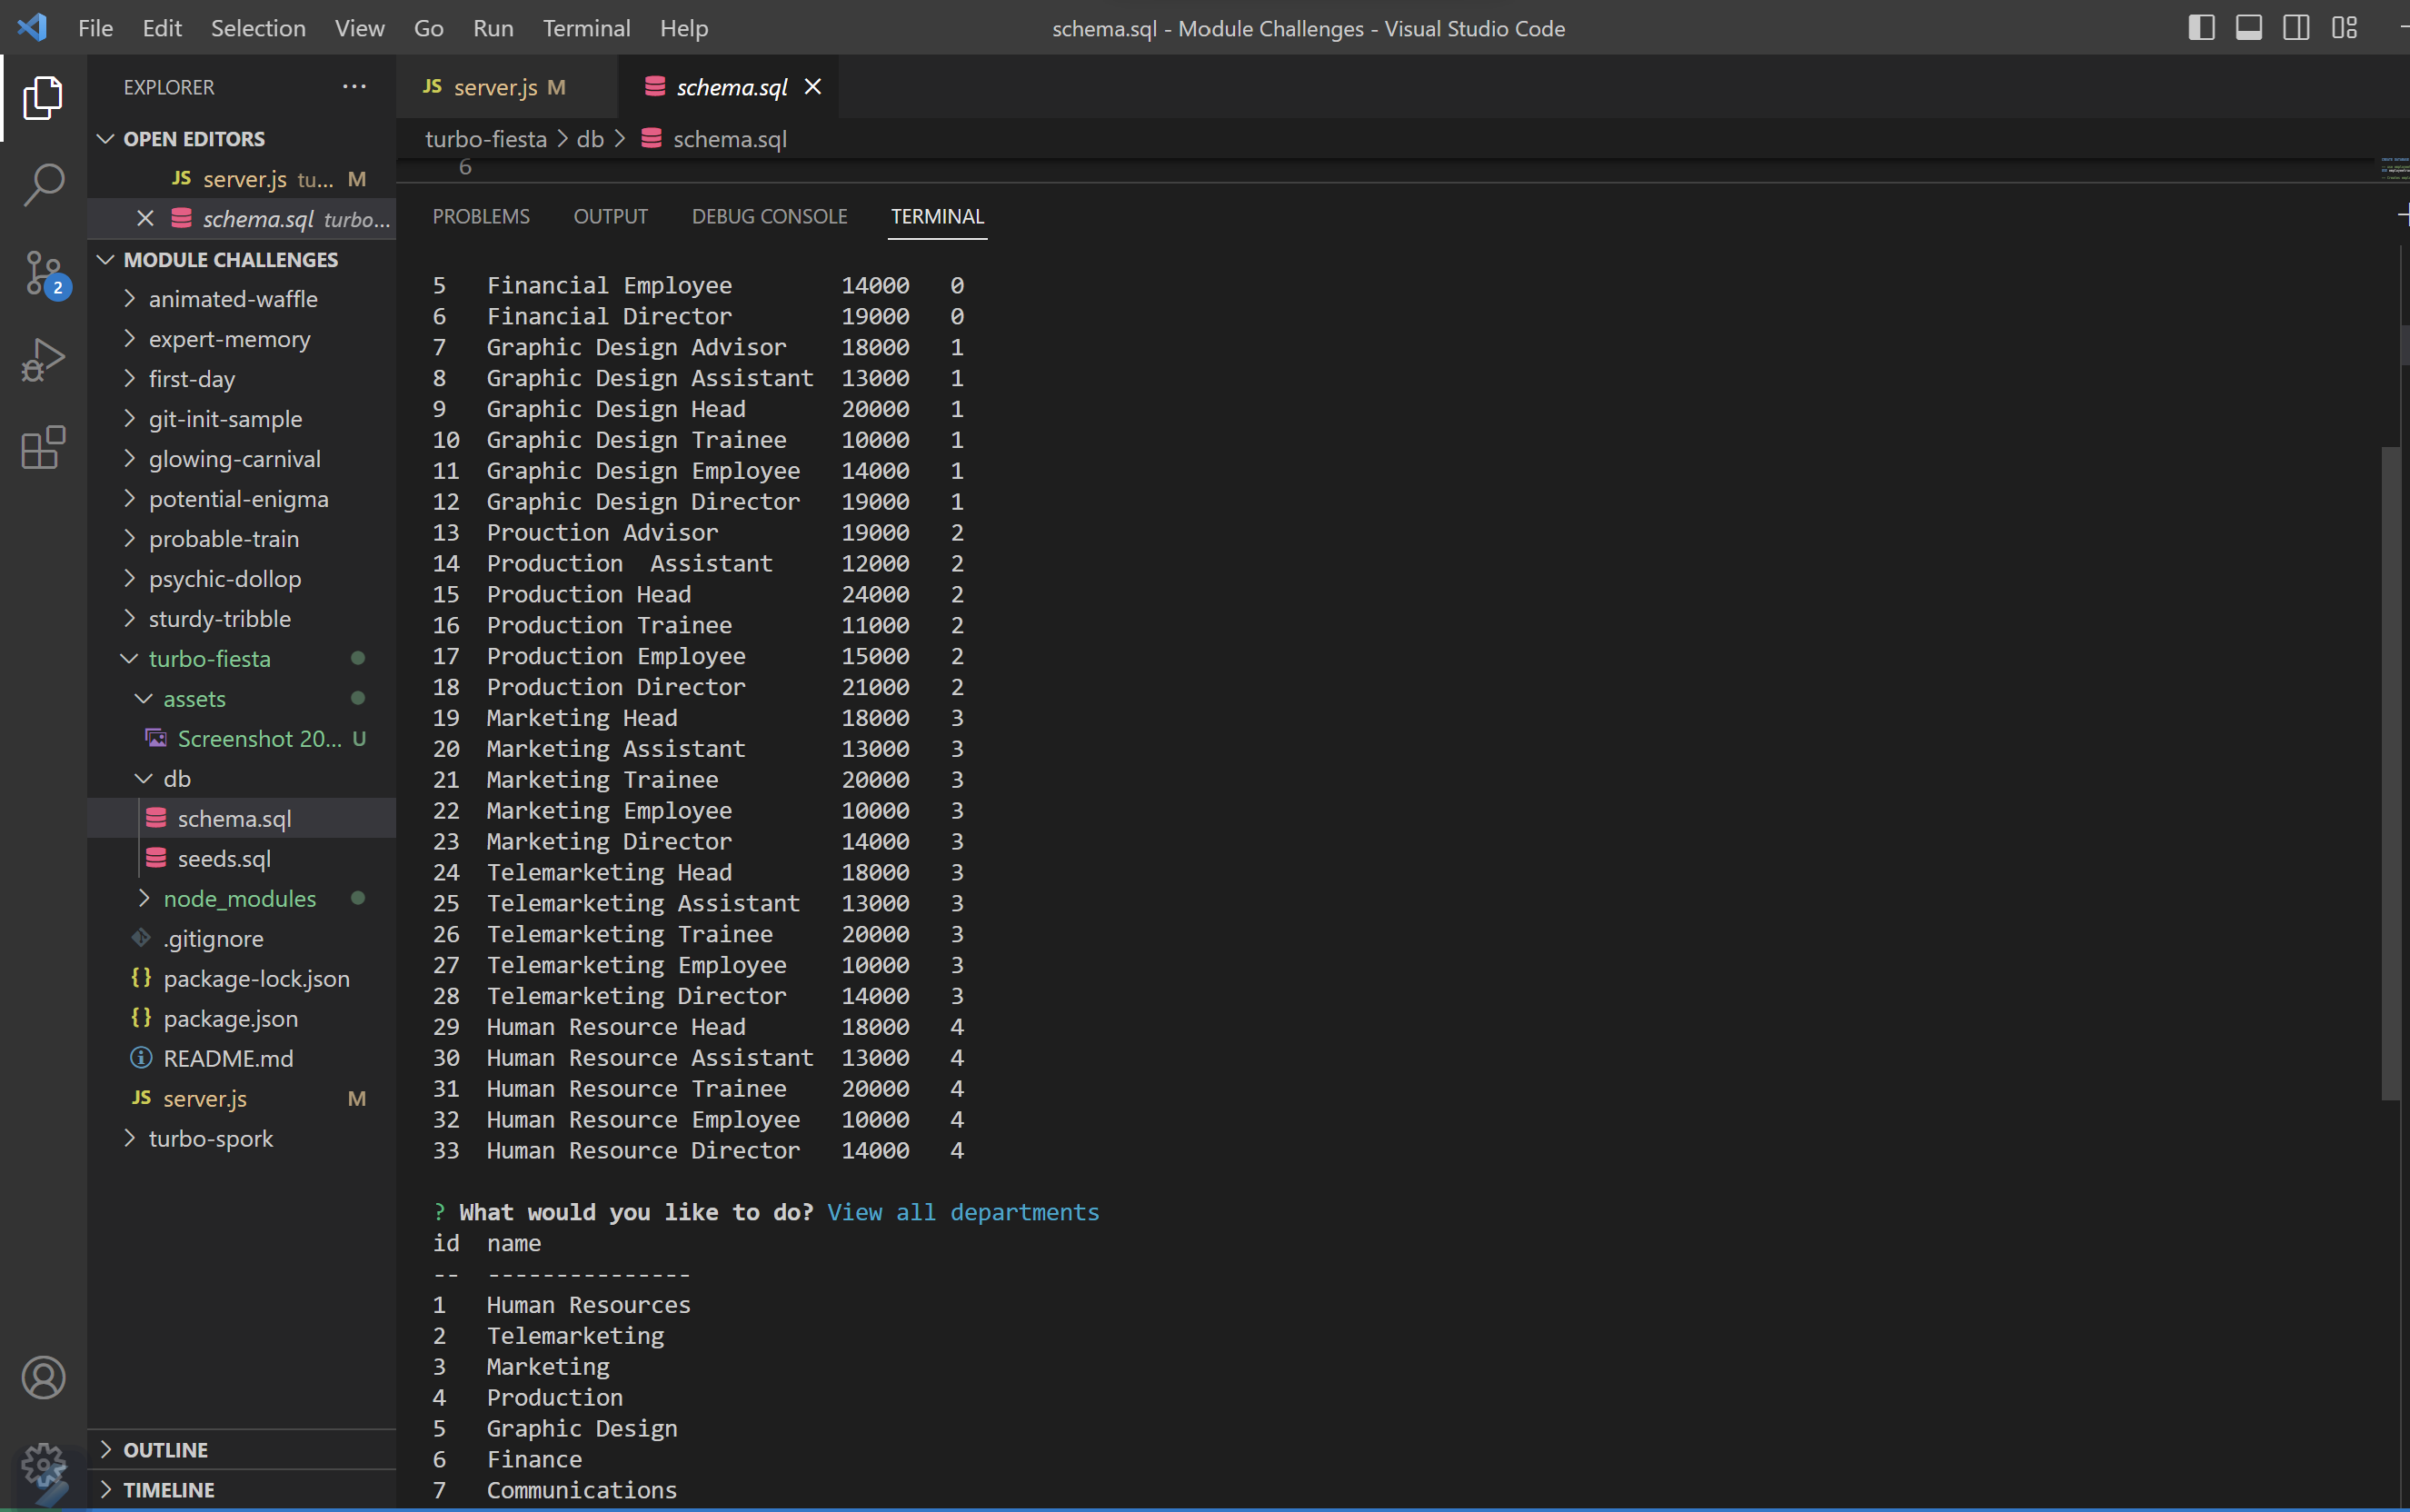 File Edit Selection View Go Run Terminal Help
schema.sql - Module Challenges - Visual Studio Code
EXPLORER
OPEN EDITORS
JS server.js tu... M
schema.sql turbo...
MODULE CHALLENGES
animated-waffle
expert-memory
first-day
git-init-sample
glowing-carnival
potential-enigma
probable-train
psychic-dollop
sturdy-tribble
turbo-fiesta
assets
Screenshot 20... U
db
schema.sql
seeds.sql
node_modules
.gitignore
{} package-lock.json
{} package.json
README.md
JS server.js M
turbo-spork
OUTLINE
TIMELINE
2
JS server.js M
schema.sql
turbo-fiesta > db > schema.sql
6
PROBLEMS OUTPUT DEBUG CONSOLE TERMINAL
5 Financial Employee 14000 0
6 Financial Director 19000 0
7 Graphic Design Advisor 18000 1
8 Graphic Design Assistant 13000 1
9 Graphic Design Head 20000 1
10 Graphic Design Trainee 10000 1
11 Graphic Design Employee 14000 1
12 Graphic Design Director 19000 1
13 Prouction Advisor 19000 2
14 Production  Assistant 12000 2
15 Production Head 24000 2
16 Production Trainee 11000 2
17 Production Employee 15000 2
18 Production Director 21000 2
19 Marketing Head 18000 3
20 Marketing Assistant 13000 3
21 Marketing Trainee 20000 3
22 Marketing Employee 10000 3
23 Marketing Director 14000 3
24 Telemarketing Head 18000 3
25 Telemarketing Assistant 13000 3
26 Telemarketing Trainee 20000 3
27 Telemarketing Employee 10000 3
28 Telemarketing Director 14000 3
29 Human Resource Head 18000 4
30 Human Resource Assistant 13000 4
31 Human Resource Trainee 20000 4
32 Human Resource Employee 10000 4
33 Human Resource Director 14000 4
? What would you like to do? View all departments
id name
-- ---------------
1 Human Resources
2 Telemarketing
3 Marketing
4 Production
5 Graphic Design
6 Finance
7 Communications